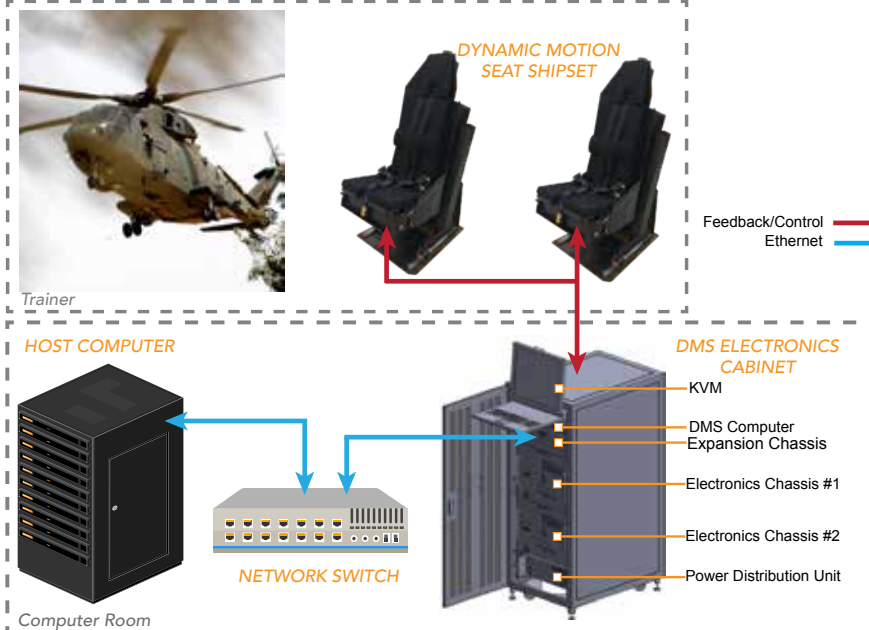 DYNAMIC MOTION
SEAT SHIPSET
Feedback/Control
Ethernet
Trainer
HOST COMPUTER
DMS ELECTRONICS
CABINET
KVM
DMS Computer
Expansion Chassis
Electronics Chassis #1
Electronics Chassis #2
Power Distribution Unit
NETWORK SWITCH
Computer Room